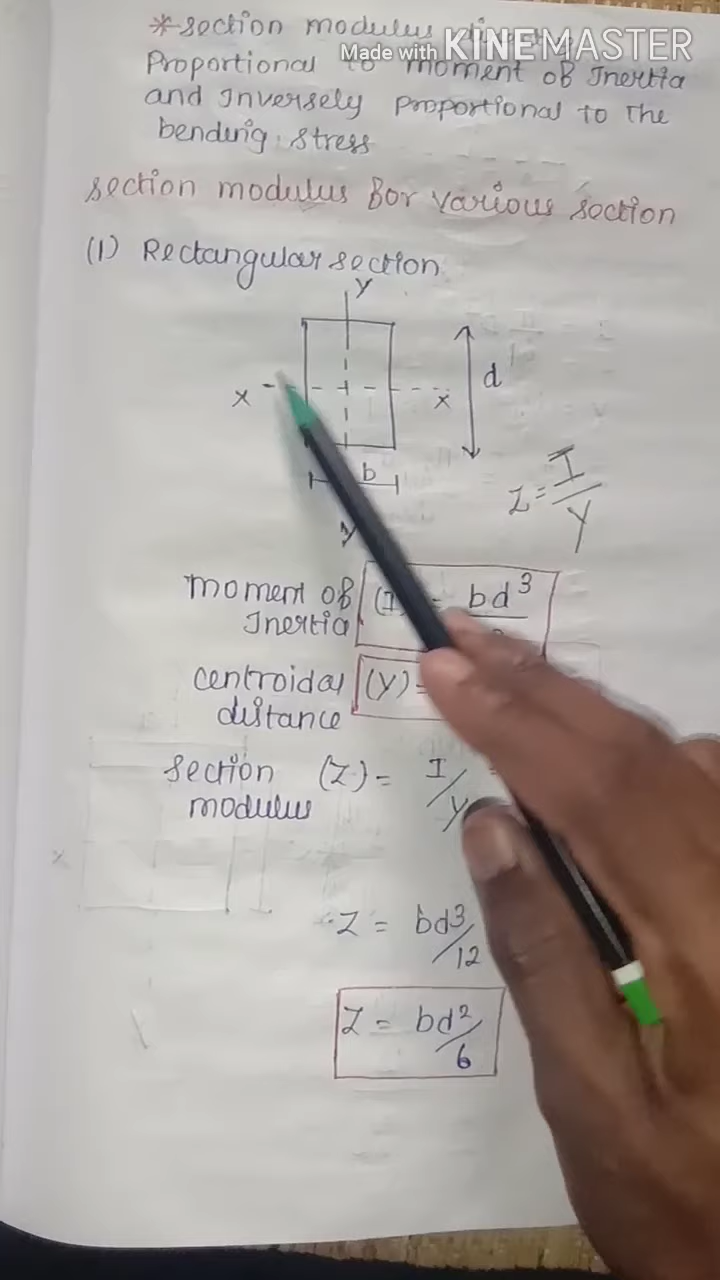 *section modulus
Made with KINEMASTER
Proportional to moment of Inertia
and Inversely proportional to the
bending stress
section modulus for various section
(1) Rectangular section
y
d
x x
b
Z = I/y
y
moment of (I) = bd³
Inertia
centroidal (y) =
distance
section (Z) = I/y =
modulus
Z = bd³/12
Z = bd²/6